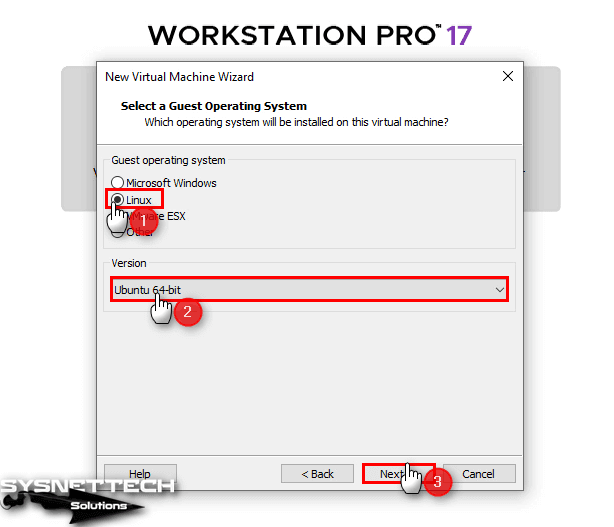 WORKSTATION PRO™ 17
New Virtual Machine Wizard
Select a Guest Operating System
Which operating system will be installed on this virtual machine?
Guest operating system
Microsoft Windows
Linux
1
VMware ESX
Other
Version
Ubuntu 64-bit
2
Help
< Back
Next
Cancel
3
SYSNETTECH
Solutions